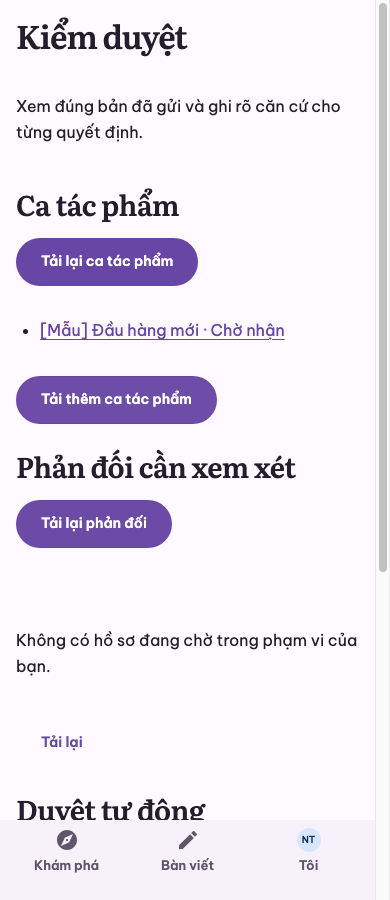 Kiểm duyệt
Xem đúng bản đã gửi và ghi rõ căn cứ cho
từng quyết định.
Ca tác phẩm
Tải lại ca tác phẩm
[Mẫu] Đầu hàng mới · Chờ nhận
Tải thêm ca tác phẩm
Phản đối cần xem xét
Tải lại phản đối
Không có hồ sơ đang chờ trong phạm vi của
bạn.
Tải lại
Duyệt tự động
NT
Khám phá
Bàn viết
Tôi